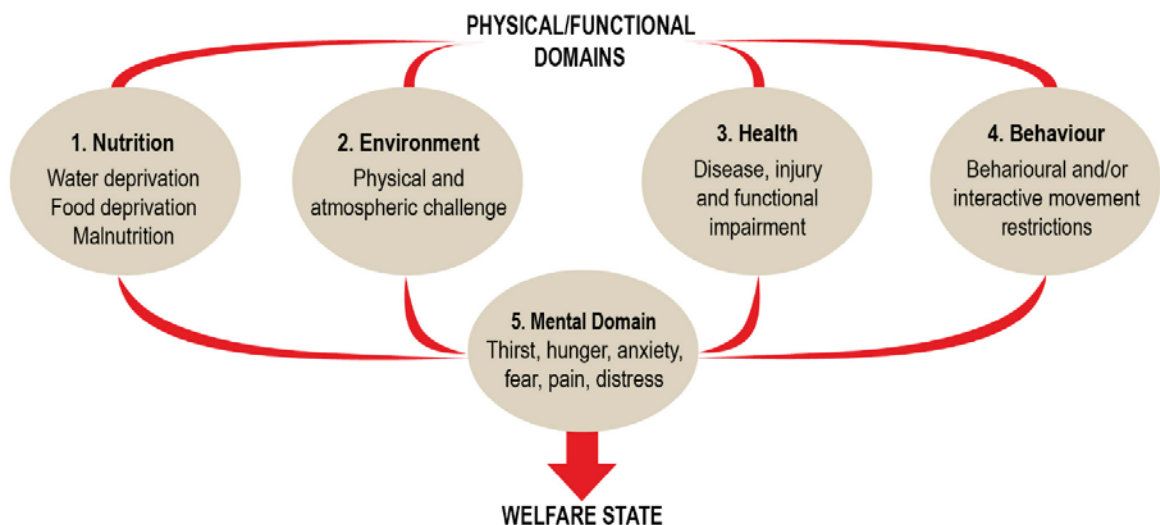 PHYSICAL/FUNCTIONAL
DOMAINS
1. Nutrition
Water deprivation
Food deprivation
Malnutrition
2. Environment
Physical and
atmospheric challenge
3. Health
Disease, injury
and functional
impairment
4. Behaviour
Beharioural and/or
interactive movement
restrictions
5. Mental Domain
Thirst, hunger, anxiety,
fear, pain, distress
WELFARE STATE